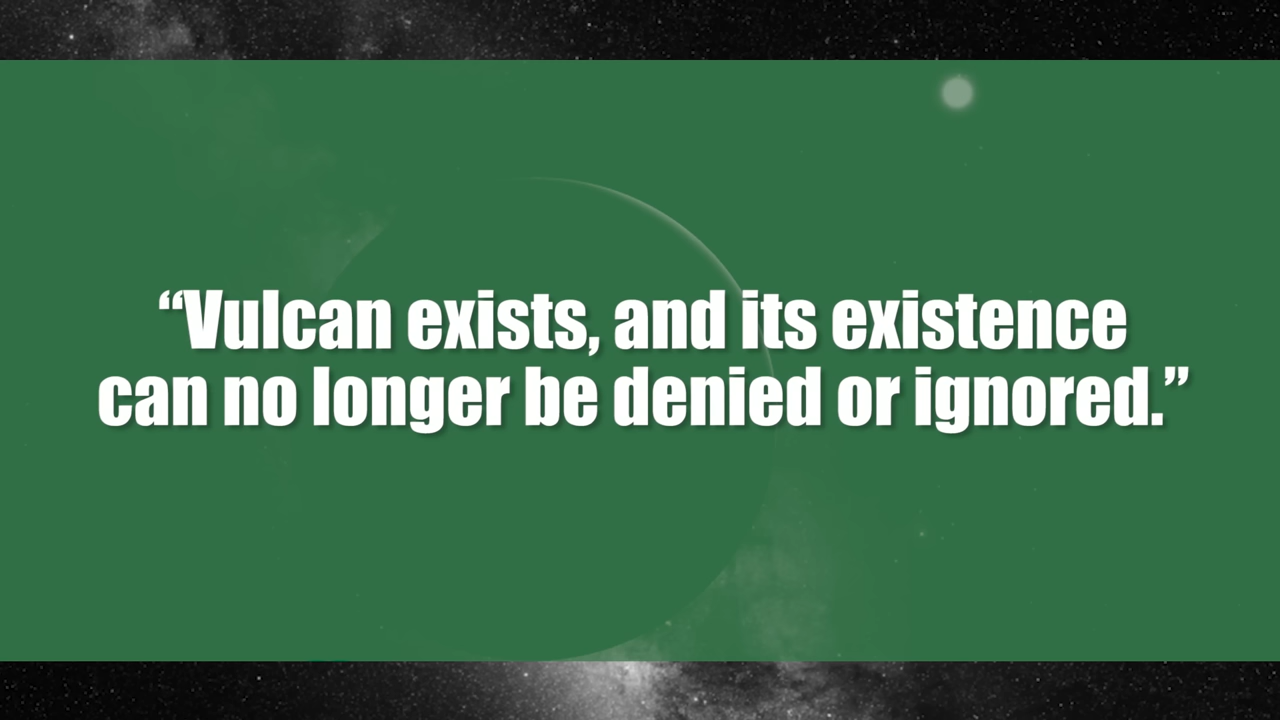 “Vulcan exists, and its existence
can no longer be denied or ignored.”